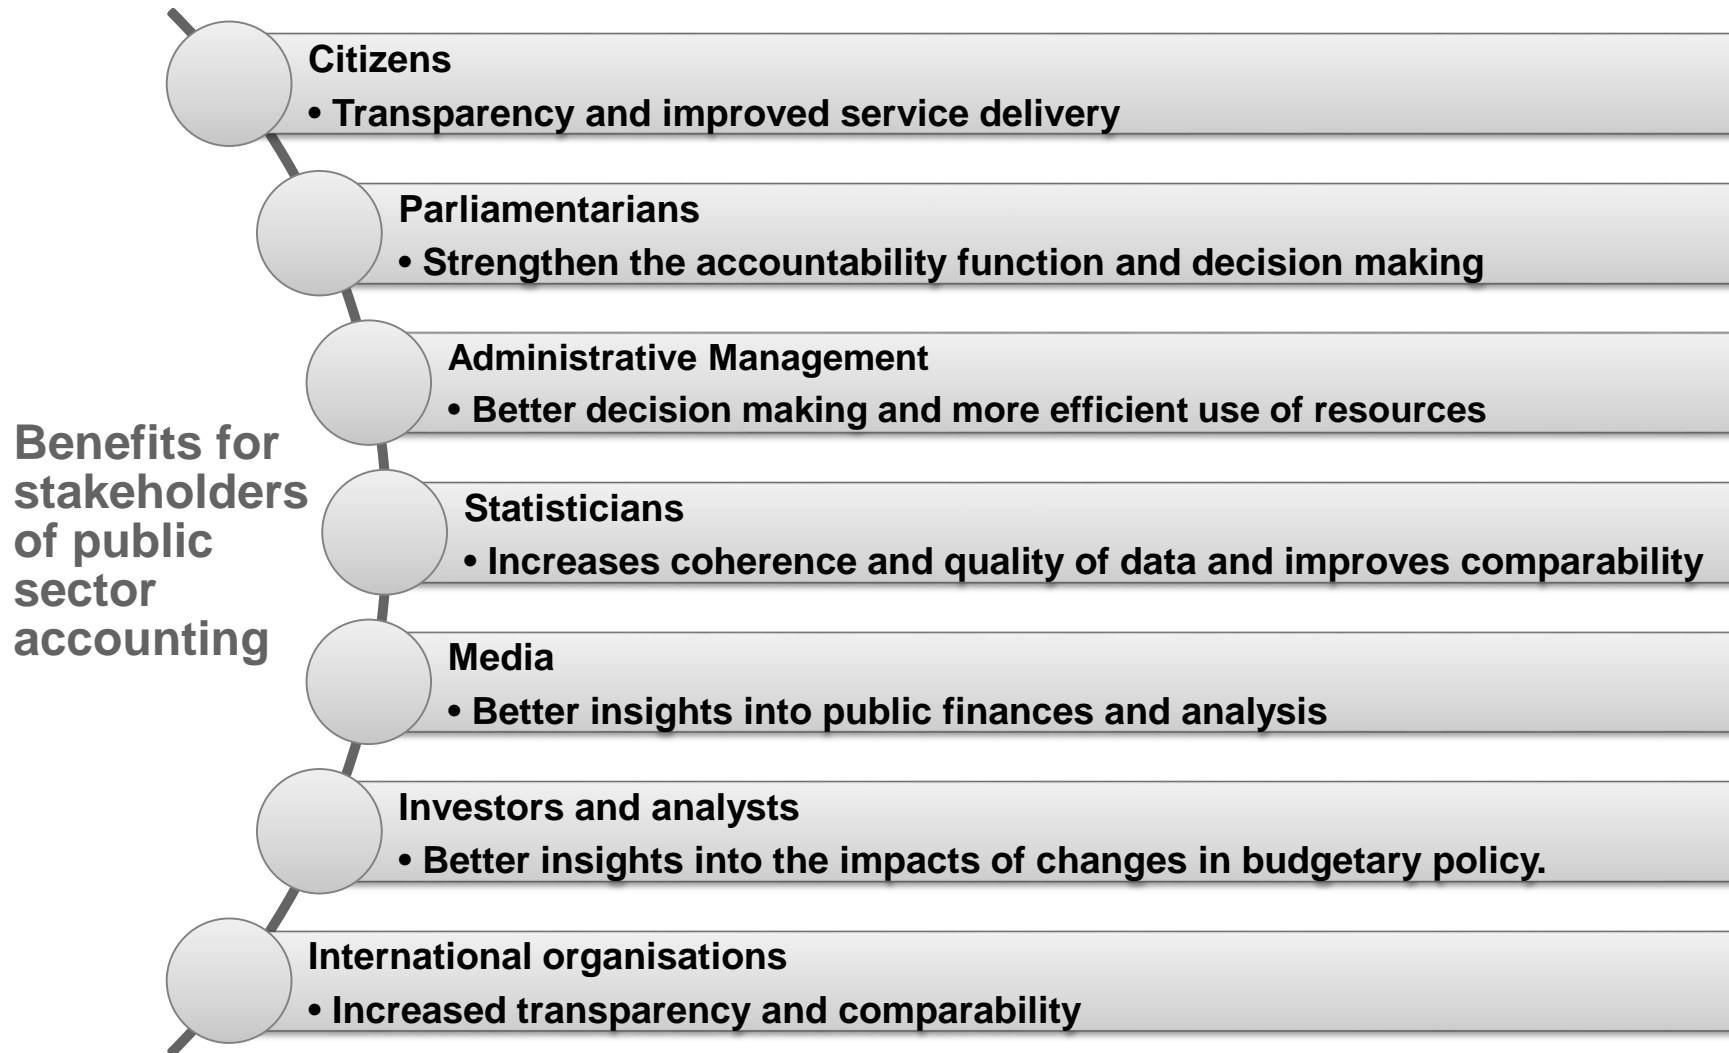 Benefits for
stakeholders
of public
sector
accounting
Citizens
• Transparency and improved service delivery
Parliamentarians
• Strengthen the accountability function and decision making
Administrative Management
• Better decision making and more efficient use of resources
Statisticians
• Increases coherence and quality of data and improves comparability
Media
• Better insights into public finances and analysis
Investors and analysts
• Better insights into the impacts of changes in budgetary policy.
International organisations
• Increased transparency and comparability